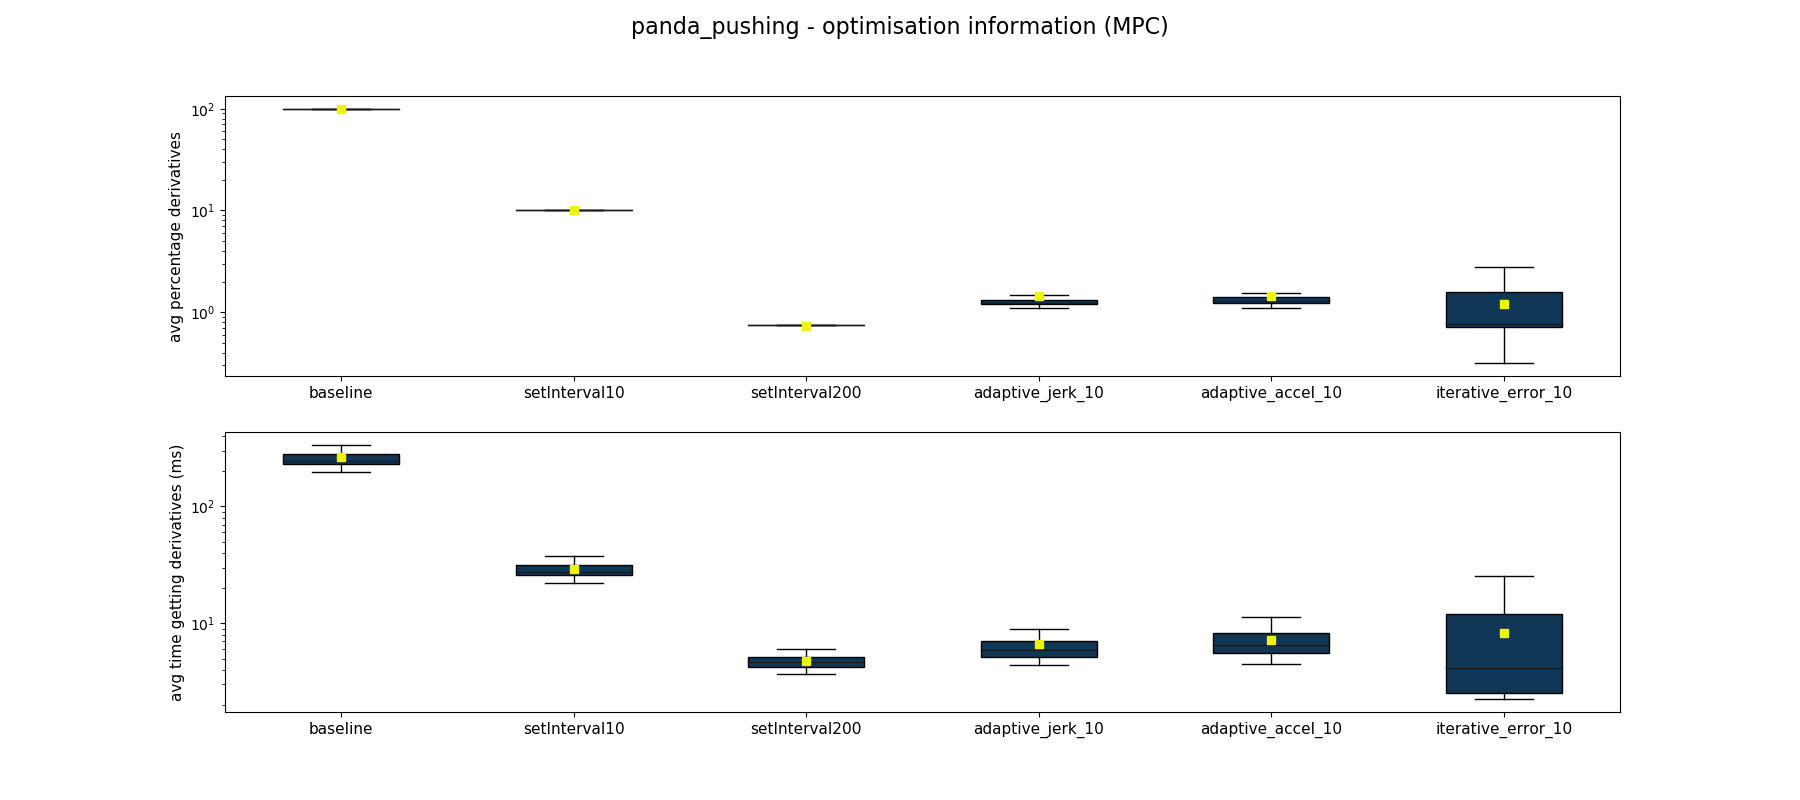 panda_pushing - optimisation information (MPC)
avg percentage derivatives
10²
10¹
10⁰
baseline setInterval10 setInterval200 adaptive_jerk_10 adaptive_accel_10 iterative_error_10
avg time getting derivatives (ms)
10²
10¹
baseline setInterval10 setInterval200 adaptive_jerk_10 adaptive_accel_10 iterative_error_10